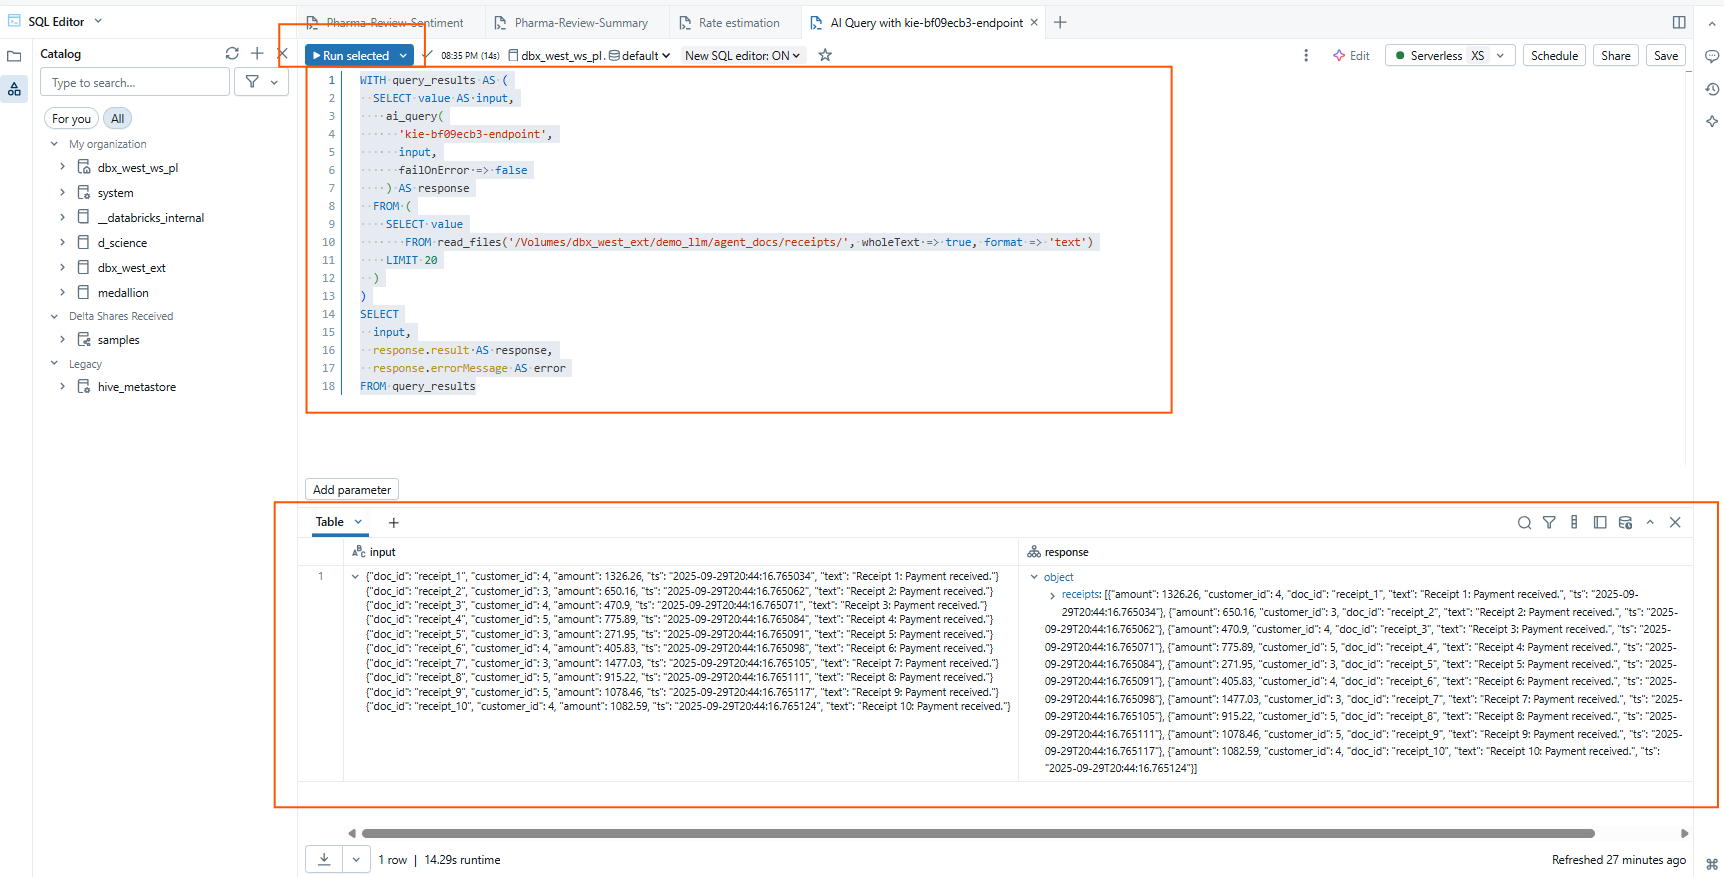 SQL Editor
Pharma-Review-Sentiment
Pharma-Review-Summary
Rate estimation
AI Query with kie-bf09ecb3-endpoint
Catalog
Run selected
08:35 PM (14s)
dbx_west_ws_pl.
default
New SQL editor: ON
Edit
Serverless XS
Schedule
Share
Save
Type to search...
For you
All
My organization
dbx_west_ws_pl
system
__databricks_internal
d_science
dbx_west_ext
medallion
Delta Shares Received
samples
Legacy
hive_metastore
1 WITH query_results AS (
2 SELECT value AS input,
3 ai_query(
4 'kie-bf09ecb3-endpoint',
5 input,
6 failOnError => false
7 ) AS response
8 FROM (
9 SELECT value
10 FROM read_files('/Volumes/dbx_west_ext/demo_llm/agent_docs/receipts/', wholeText => true, format => 'text')
11 LIMIT 20
12 )
13 )
14 SELECT
15 input,
16 response.result AS response,
17 response.errorMessage AS error
18 FROM query_results
Add parameter
Table
input
response
1
{"doc_id": "receipt_1", "customer_id": 4, "amount": 1326.26, "ts": "2025-09-29T20:44:16.765034", "text": "Receipt 1: Payment received."}
{"doc_id": "receipt_2", "customer_id": 3, "amount": 650.16, "ts": "2025-09-29T20:44:16.765062", "text": "Receipt 2: Payment received."}
{"doc_id": "receipt_3", "customer_id": 4, "amount": 470.9, "ts": "2025-09-29T20:44:16.765071", "text": "Receipt 3: Payment received."}
{"doc_id": "receipt_4", "customer_id": 5, "amount": 775.89, "ts": "2025-09-29T20:44:16.765084", "text": "Receipt 4: Payment received."}
{"doc_id": "receipt_5", "customer_id": 3, "amount": 271.95, "ts": "2025-09-29T20:44:16.765091", "text": "Receipt 5: Payment received."}
{"doc_id": "receipt_6", "customer_id": 4, "amount": 405.83, "ts": "2025-09-29T20:44:16.765098", "text": "Receipt 6: Payment received."}
{"doc_id": "receipt_7", "customer_id": 3, "amount": 1477.03, "ts": "2025-09-29T20:44:16.765105", "text": "Receipt 7: Payment received."}
{"doc_id": "receipt_8", "customer_id": 5, "amount": 915.22, "ts": "2025-09-29T20:44:16.765111", "text": "Receipt 8: Payment received."}
{"doc_id": "receipt_9", "customer_id": 5, "amount": 1078.46, "ts": "2025-09-29T20:44:16.765117", "text": "Receipt 9: Payment received."}
{"doc_id": "receipt_10", "customer_id": 4, "amount": 1082.59, "ts": "2025-09-29T20:44:16.765124", "text": "Receipt 10: Payment received."}
object
receipts: [{"amount": 1326.26, "customer_id": 4, "doc_id": "receipt_1", "text": "Receipt 1: Payment received.", "ts": "2025-09-
29T20:44:16.765034"}, {"amount": 650.16, "customer_id": 3, "doc_id": "receipt_2", "text": "Receipt 2: Payment received.", "ts": "2025-09-
29T20:44:16.765062"}, {"amount": 470.9, "customer_id": 4, "doc_id": "receipt_3", "text": "Receipt 3: Payment received.", "ts": "2025-
09-29T20:44:16.765071"}, {"amount": 775.89, "customer_id": 5, "doc_id": "receipt_4", "text": "Receipt 4: Payment received.", "ts": "2025-09-
29T20:44:16.765084"}, {"amount": 271.95, "customer_id": 3, "doc_id": "receipt_5", "text": "Receipt 5: Payment received.", "ts": "2025-09-
29T20:44:16.765091"}, {"amount": 405.83, "customer_id": 4, "doc_id": "receipt_6", "text": "Receipt 6: Payment received.", "ts": "2025-09-
29T20:44:16.765098"}, {"amount": 1477.03, "customer_id": 3, "doc_id": "receipt_7", "text": "Receipt 7: Payment received.", "ts": "2025-09-
29T20:44:16.765105"}, {"amount": 915.22, "customer_id": 5, "doc_id": "receipt_8", "text": "Receipt 8: Payment received.", "ts": "2025-09-
29T20:44:16.765111"}, {"amount": 1078.46, "customer_id": 5, "doc_id": "receipt_9", "text": "Receipt 9: Payment received.", "ts": "2025-09-
29T20:44:16.765117"}, {"amount": 1082.59, "customer_id": 4, "doc_id": "receipt_10", "text": "Receipt 10: Payment received.", "ts":
"2025-09-29T20:44:16.765124"}]
1 row | 14.29s runtime
Refreshed 27 minutes ago